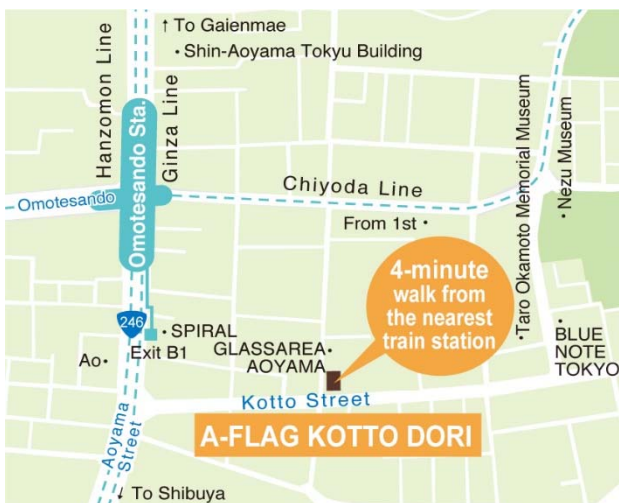 ↑ To Gaienmae
•Shin-Aoyama Tokyu Building
Hanzomon Line
Omotesando Sta.
Ginza Line
Omotesando
Chiyoda Line
From 1st•
Taro Okamoto Memorial Museum
Nezu Museum
4-minute
walk from
the nearest
train station
246
•SPIRAL
Exit B1
Ao•
GLASSAREA•
AOYAMA
BLUE
NOTE
TOKYO
Kotto Street
A-FLAG KOTTO DORI
Aoyama
Street
↓ To Shibuya